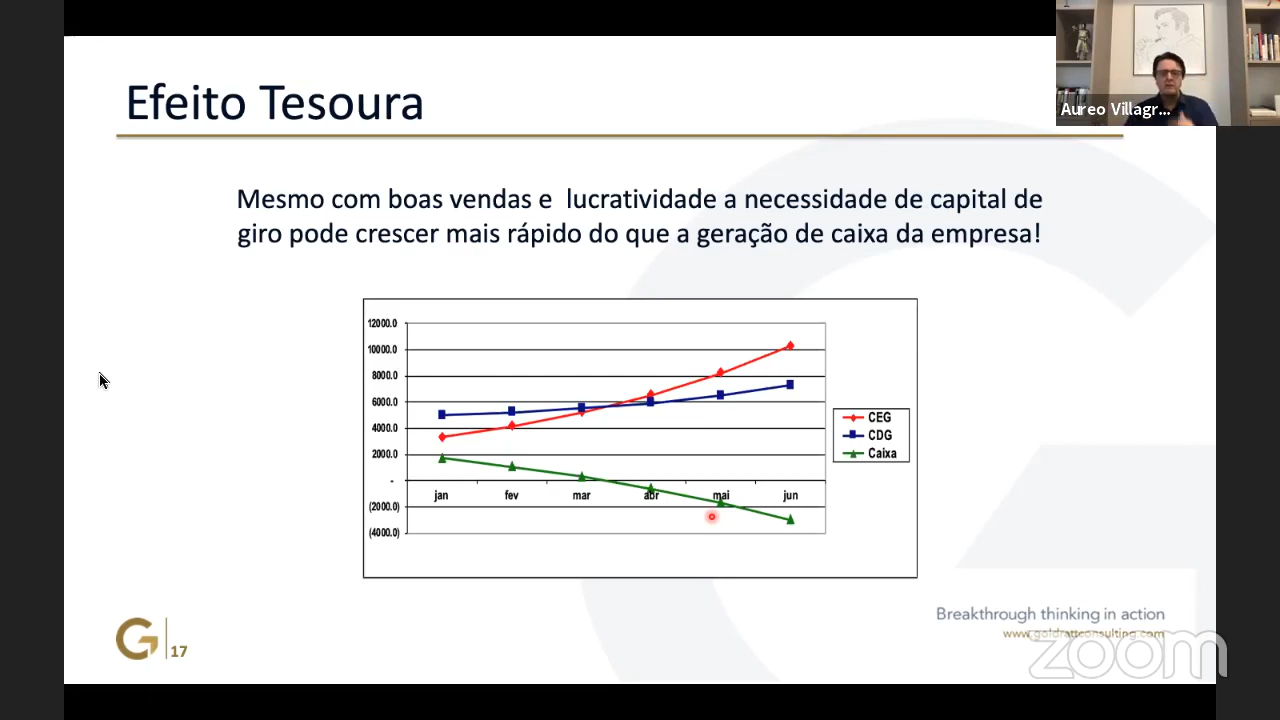 Efeito Tesoura
Aureo Villagr...
Mesmo com boas vendas e lucratividade a necessidade de capital de
giro pode crescer mais rápido do que a geração de caixa da empresa!
12000.0
10000.0
8000.0
6000.0
4000.0
2000.0
-
(2000.0)
(4000.0)
jan fev mar abr mai jun
CEG
CDG
Caixa
G 17
Breakthrough thinking in action
www.goldrattconsulting.com
zoom